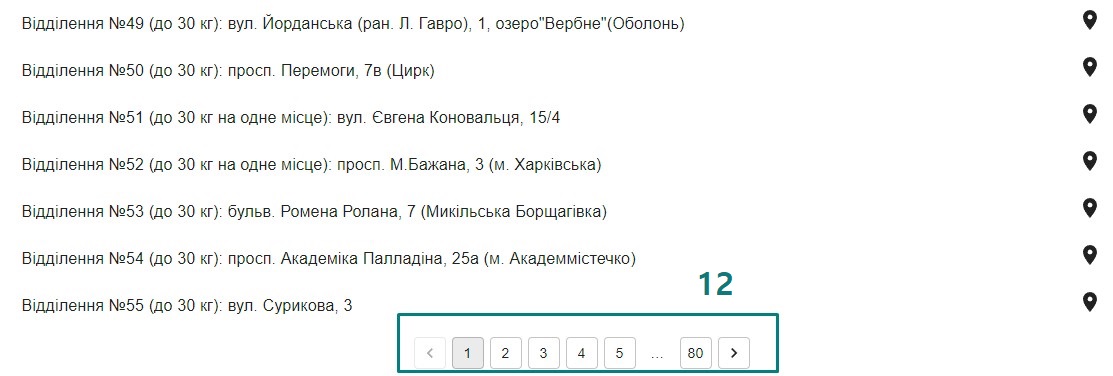 Відділення №49 (до 30 кг): вул. Йорданська (ран. Л. Гавро), 1, озеро"Вербне"(Оболонь)
Відділення №50 (до 30 кг): просп. Перемоги, 7в (Цирк)
Відділення №51 (до 30 кг на одне місце): вул. Євгена Коновальця, 15/4
Відділення №52 (до 30 кг на одне місце): просп. М.Бажана, 3 (м. Харківська)
Відділення №53 (до 30 кг): бульв. Ромена Ролана, 7 (Микільська Борщагівка)
Відділення №54 (до 30 кг): просп. Академіка Палладіна, 25а (м. Академмістечко)
12
Відділення №55 (до 30 кг): вул. Сурикова, 3
< 1 2 3 4 5 ... 80 >